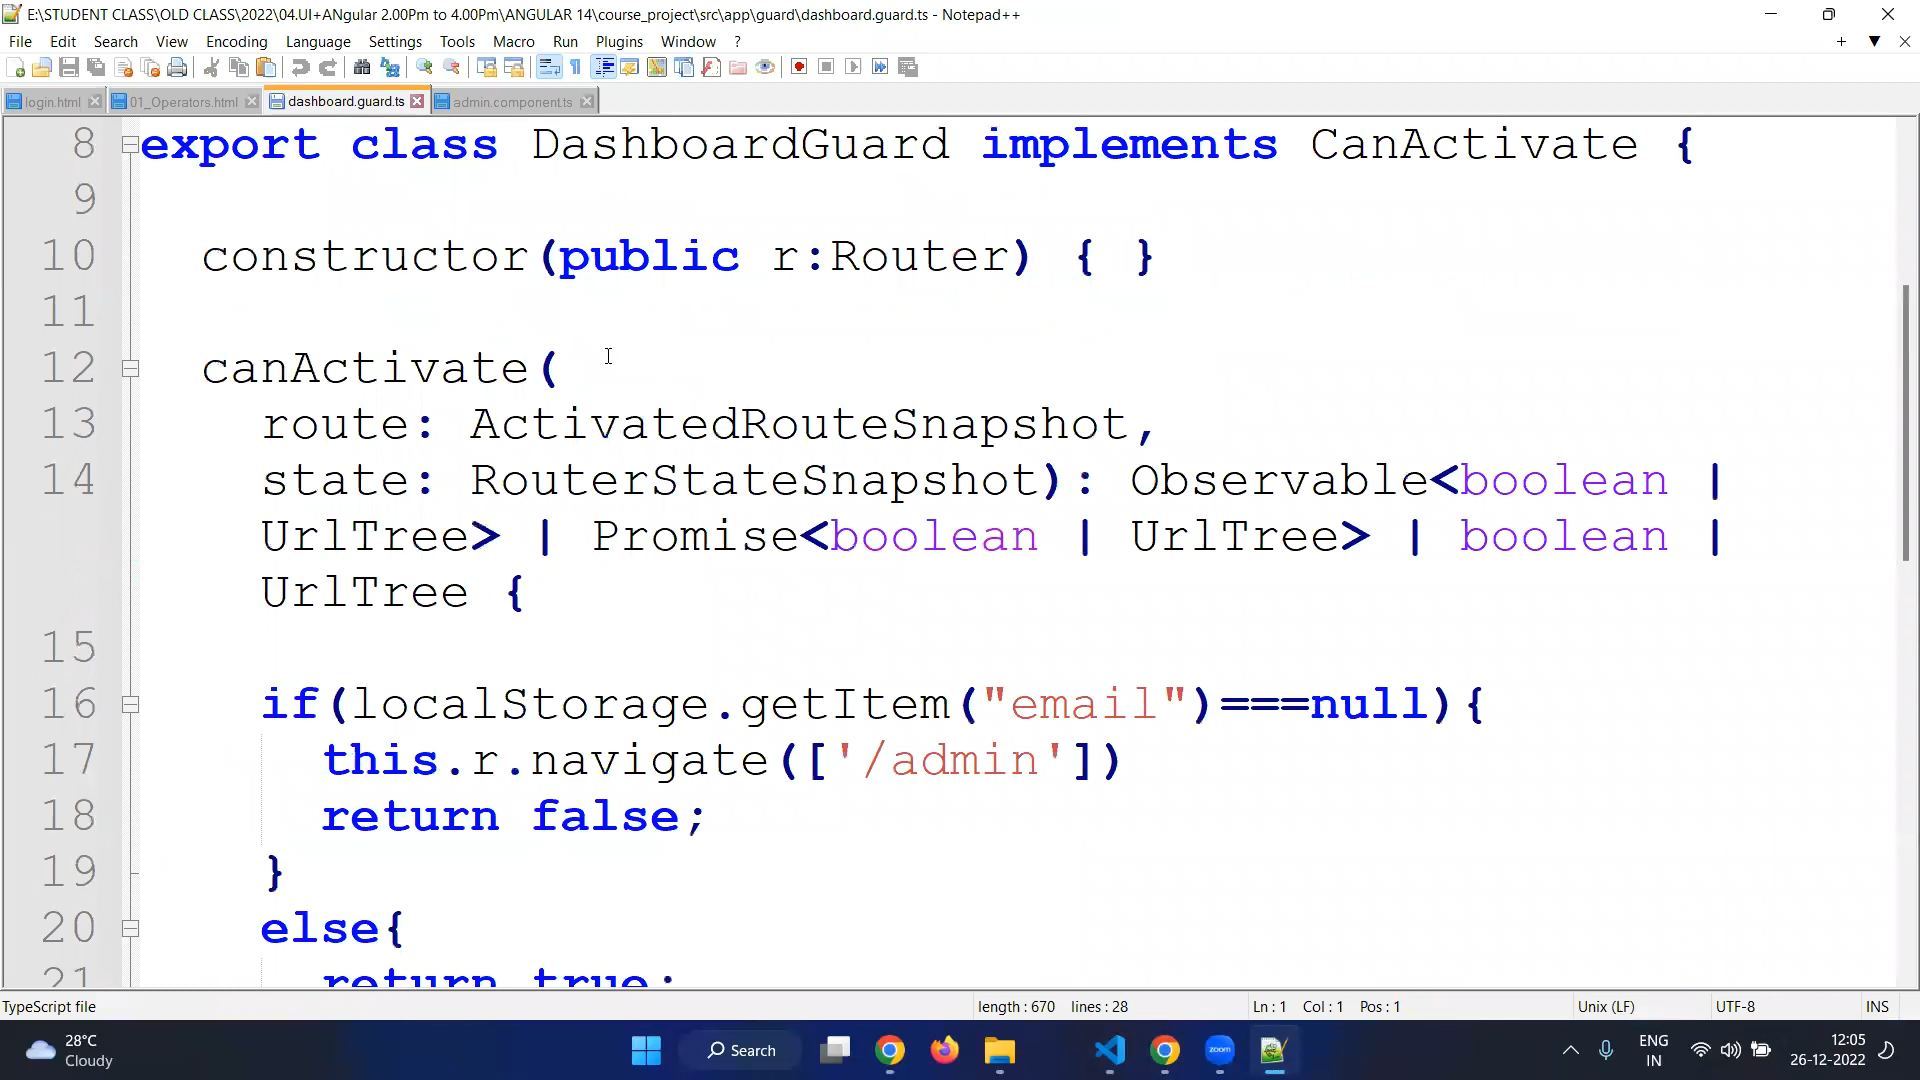 E:\STUDENT CLASS\OLD CLASS\2022\04.UI+ANgular 2.00Pm to 4.00Pm\ANGULAR 14\course_project\src\app\guard\dashboard.guard.ts - Notepad++
File Edit Search View Encoding Language Settings Tools Macro Run Plugins Window ?
login.html 01_Operators.html dashboard.guard.ts admin.component.ts
8 export class DashboardGuard implements CanActivate {
9
10 constructor(public r:Router) { }
11
12 canActivate(
13 route: ActivatedRouteSnapshot,
14 state: RouterStateSnapshot): Observable<boolean |
UrlTree> | Promise<boolean | UrlTree> | boolean |
UrlTree {
15
16 if(localStorage.getItem("email")===null){
17 this.r.navigate(['/admin'])
18 return false;
19 }
20 else{
21 return true;
TypeScript file length : 670 lines : 28 Ln : 1 Col : 1 Pos : 1 Unix (LF) UTF-8 INS
28°C
Cloudy
Search
zoom
ENG
IN
12:05
26-12-2022